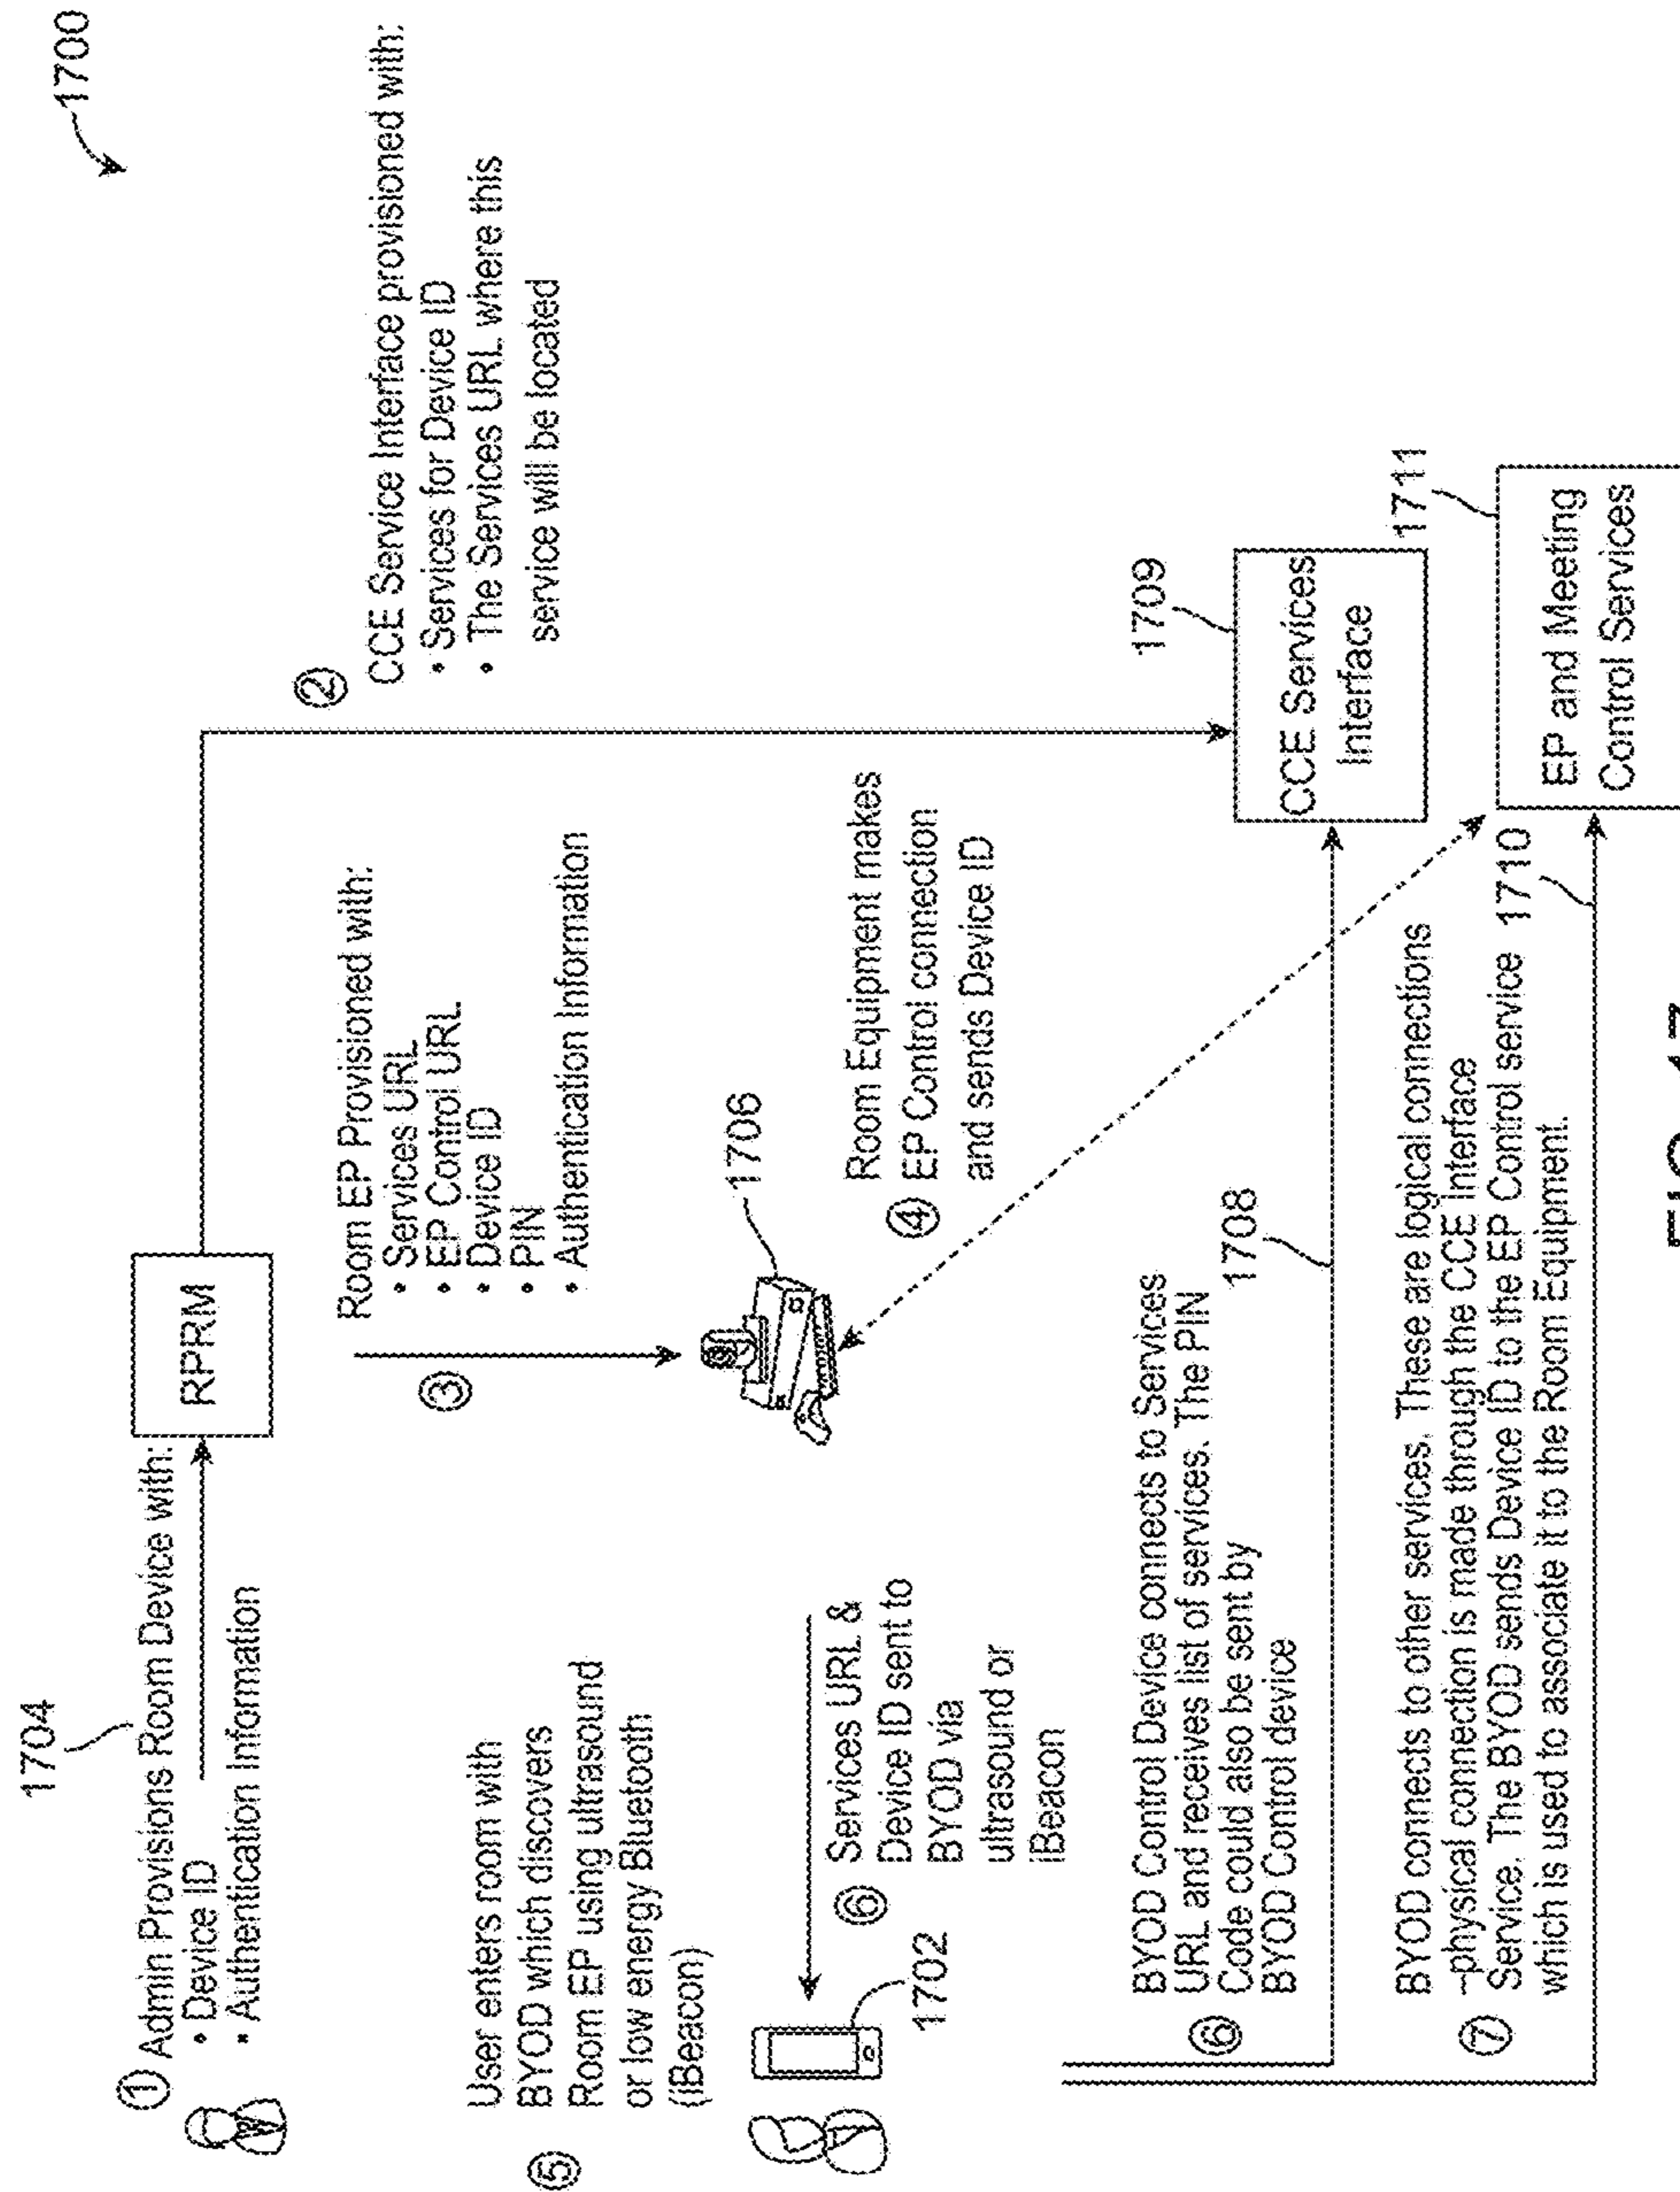 1700
1704
① Admin Provisions Room Device with:
• Device ID
• Authentication Information
RPRM
②
CCE Service Interface provisioned with:
• Services for Device ID
• The Services URL where this
service will be located
Room EP Provisioned with:
• Services URL
• EP Control URL
• Device ID
• PIN
• Authentication Information
③
1706
Room Equipment makes
④ EP Control connection
and sends Device ID
User enters room with
BYOD which discovers
Room EP using ultrasound
or low energy Bluetooth
(iBeacon)
⑤
Services URL &
Device ID sent to
BYOD via
ultrasound or
iBeacon
⑥
1702
BYOD Control Device connects to Services
URL and receives list of services. The PIN
Code could also be sent by
BYOD Control device
⑥
1708
1709
CCE Services
Interface
BYOD connects to other services. These are logical connections
-physical connection is made through the CCE Interface
Service. The BYOD sends Device ID to the EP Control service
which is used to associate it to the Room Equipment.
⑦
1710
1711
EP and Meeting
Control Services
FIG. 17